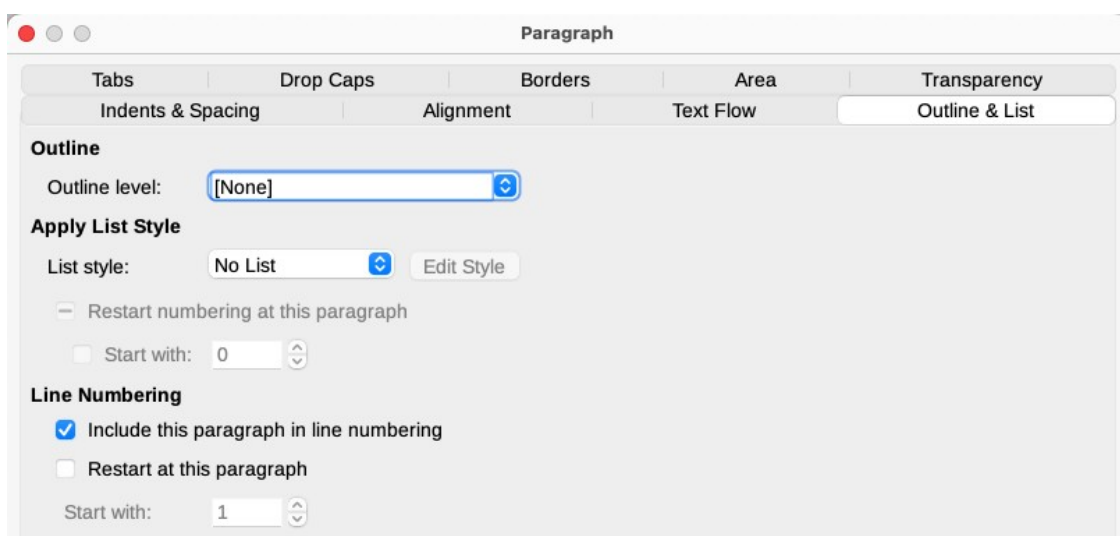 Paragraph
Tabs Drop Caps Borders Area Transparency
Indents & Spacing Alignment Text Flow Outline & List
Outline
Outline level: [None]
Apply List Style
List style: No List Edit Style
Restart numbering at this paragraph
Start with: 0
Line Numbering
Include this paragraph in line numbering
Restart at this paragraph
Start with: 1